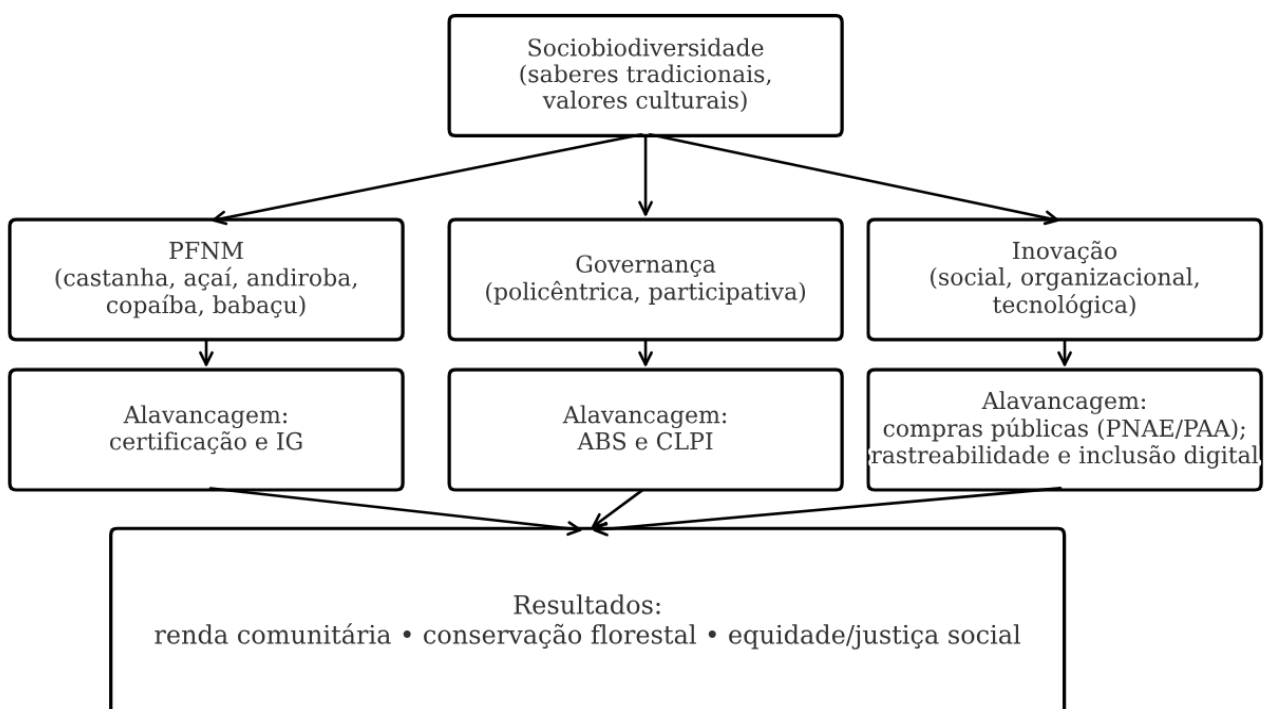 Sociobiodiversidade
(saberes tradicionais,
valores culturais)
PFNM
(castanha, açaí, andiroba,
copaíba, babaçu)
Governança
(policêntrica, participativa)
Inovação
(social, organizacional,
tecnológica)
Alavancagem:
certificação e IG
Alavancagem:
ABS e CLPI
Alavancagem:
compras públicas (PNAE/PAA);
rastreabilidade e inclusão digital
Resultados:
renda comunitária • conservação florestal • equidade/justiça social